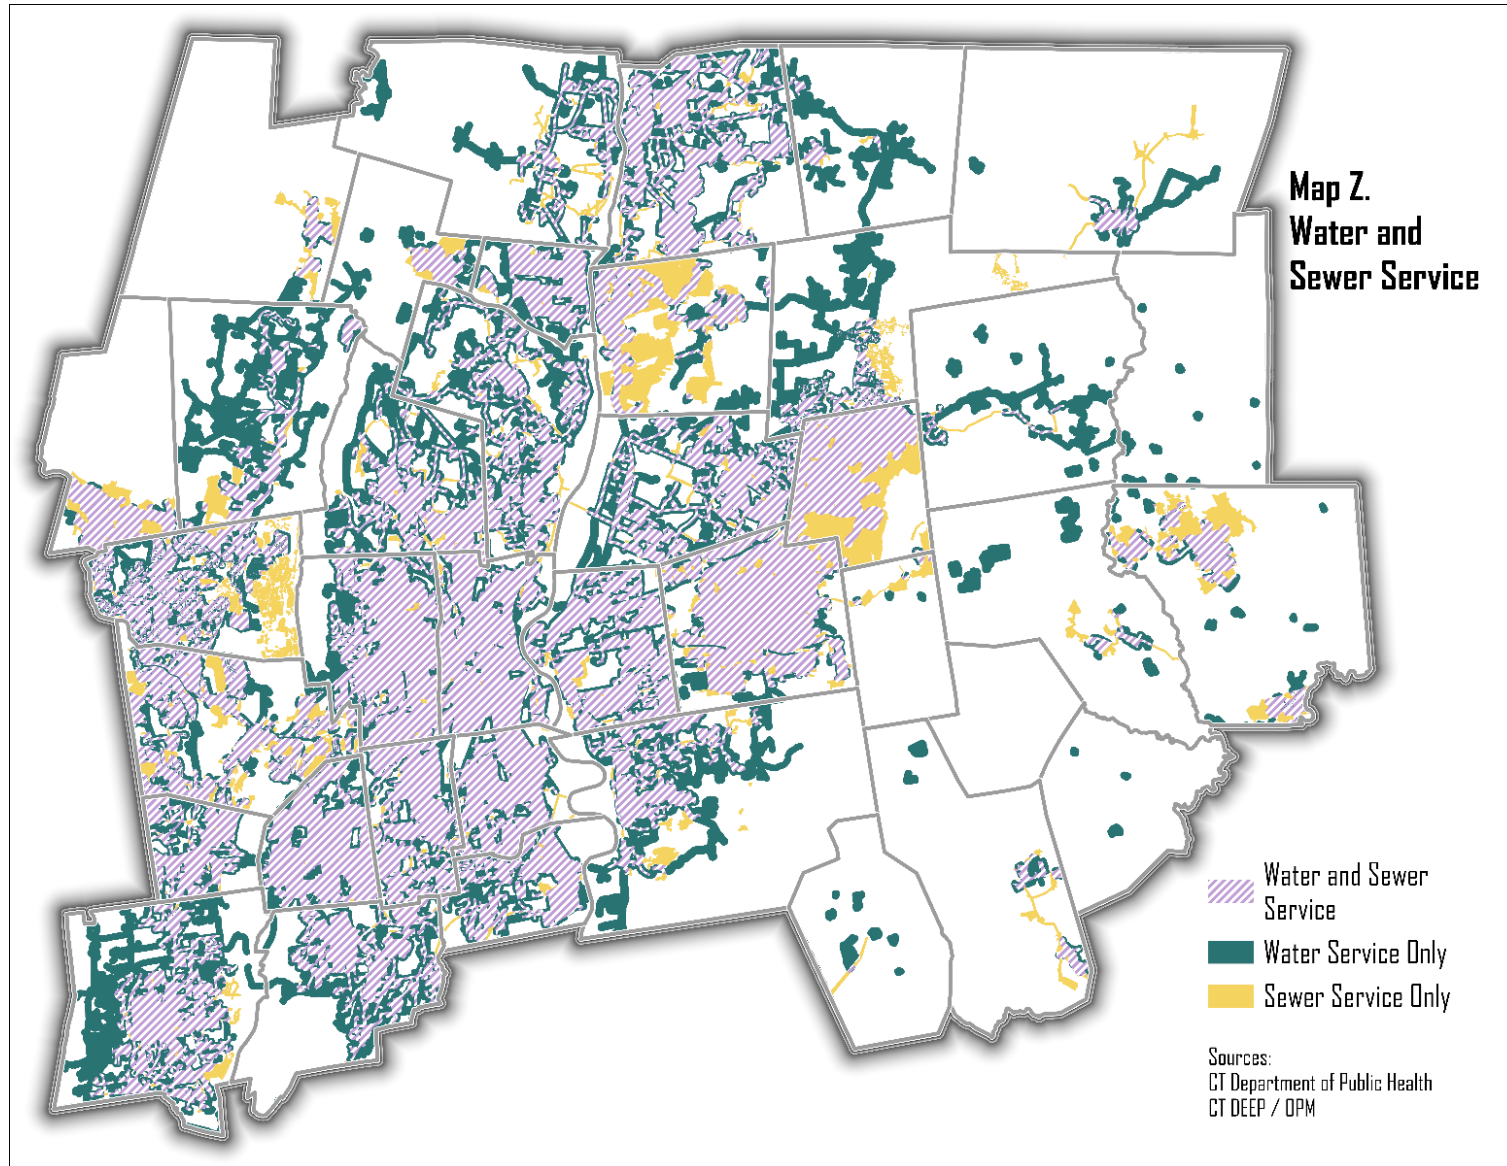 Map Z.
Water and
Sewer Service
Water and Sewer
Service
Water Service Only
Sewer Service Only
Sources:
CT Department of Public Health
CT DEEP / OPM